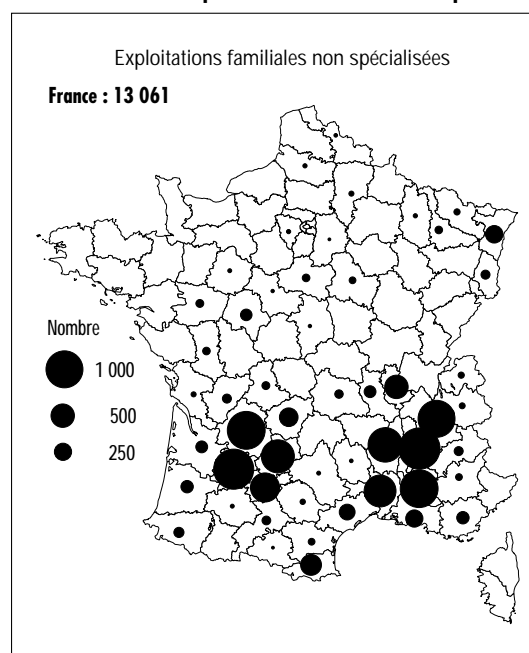 Exploitations familiales non spécialisées
France : 13 061
Nombre
1 000
500
250